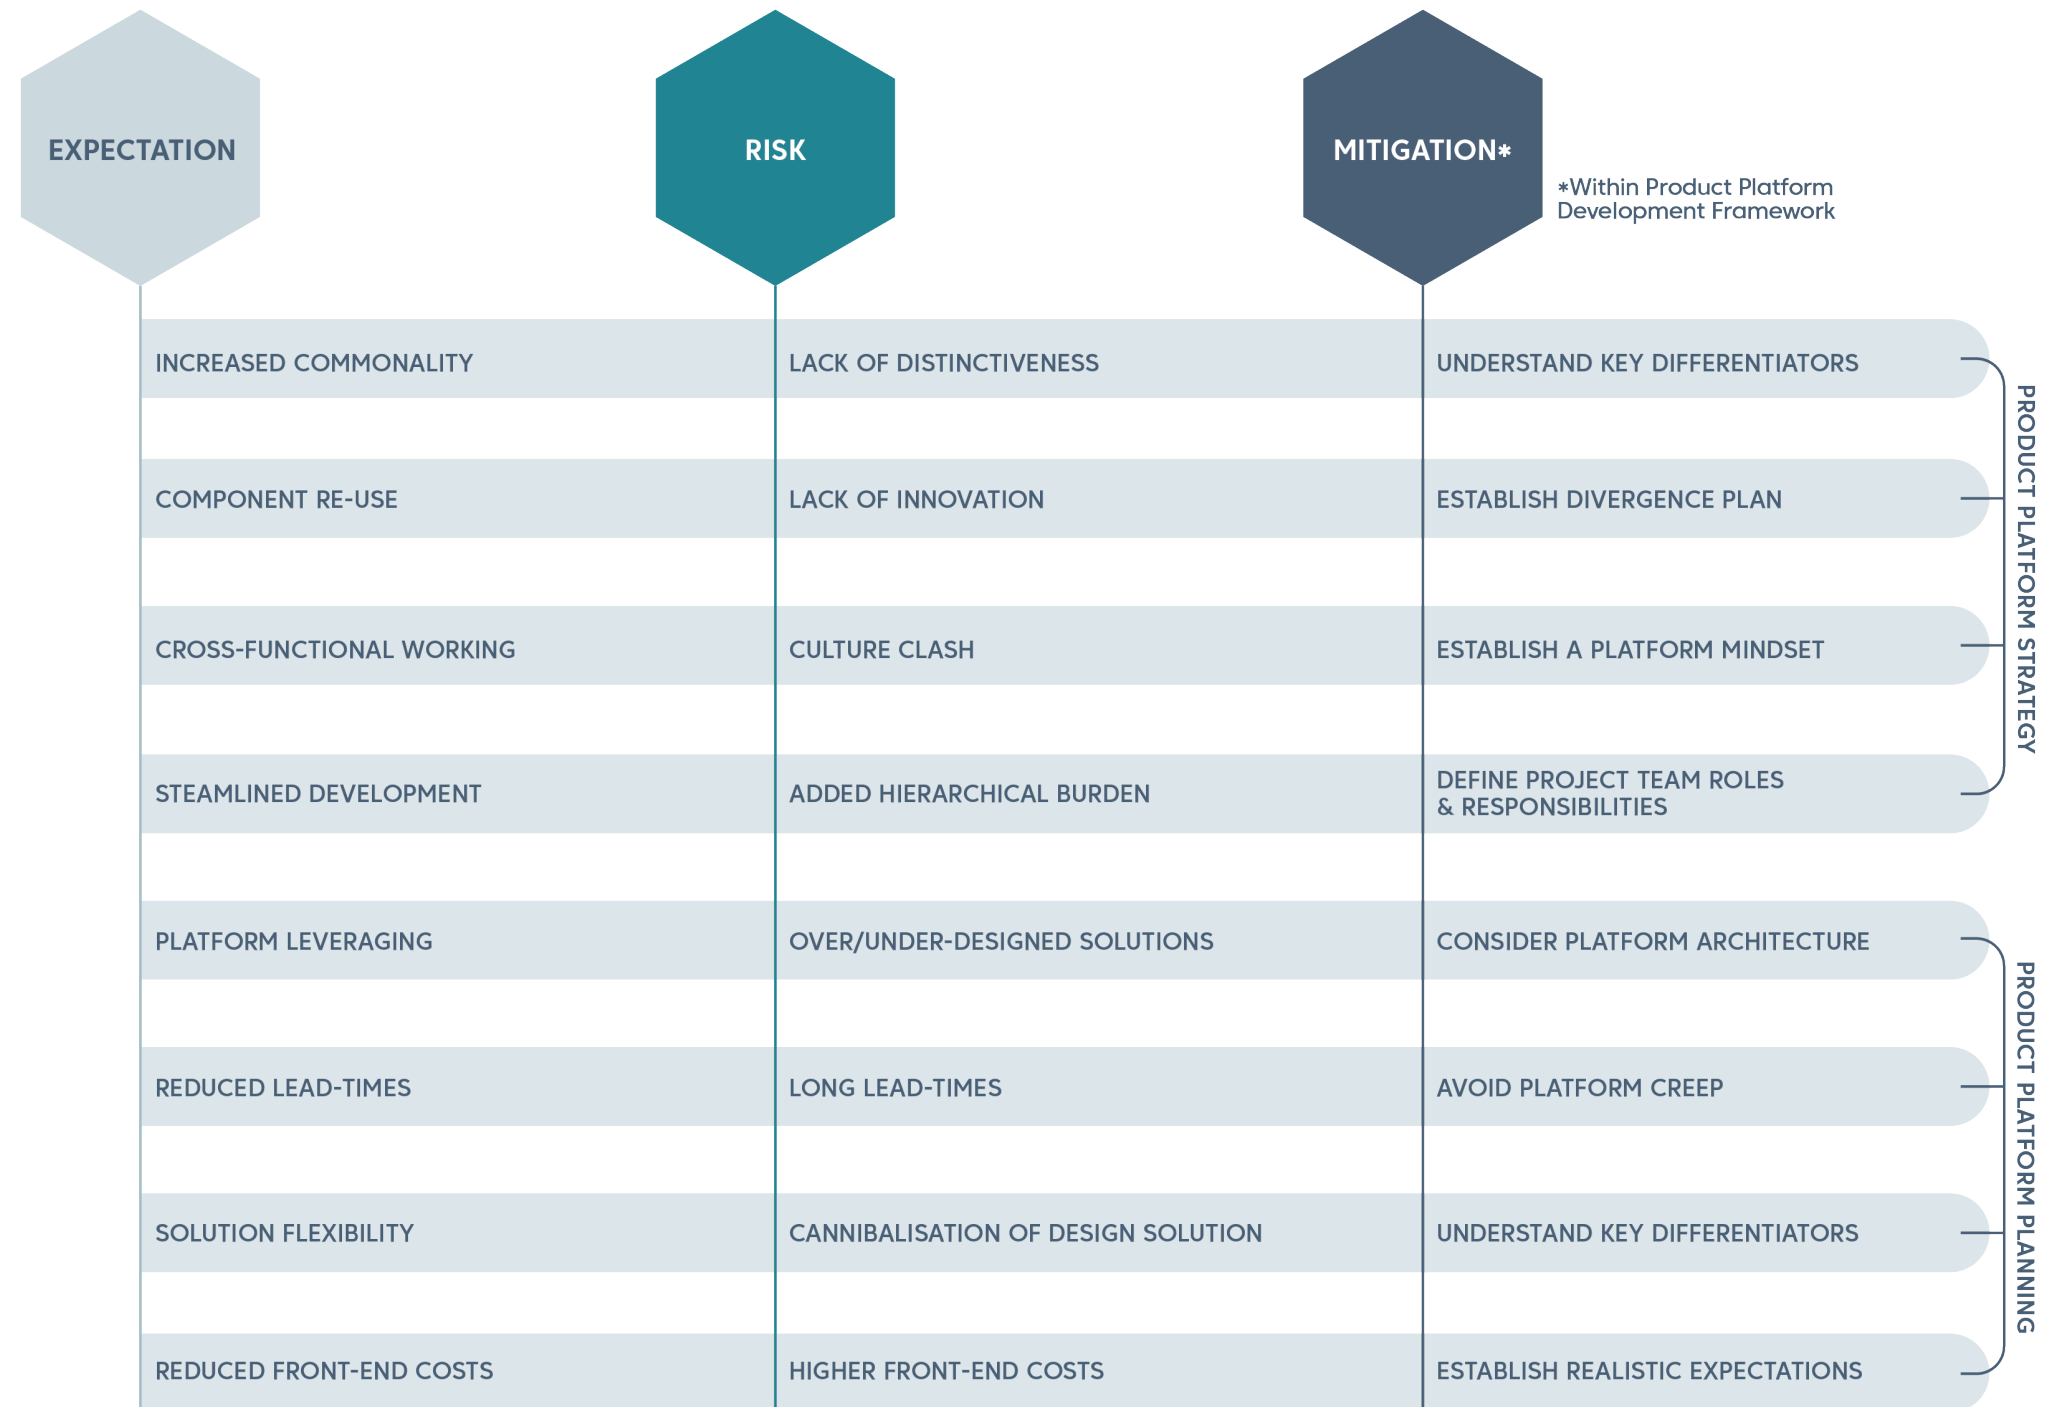 EXPECTATION
RISK
MITIGATION*
*Within Product Platform
Development Framework
INCREASED COMMONALITY
LACK OF DISTINCTIVENESS
UNDERSTAND KEY DIFFERENTIATORS
COMPONENT RE-USE
LACK OF INNOVATION
ESTABLISH DIVERGENCE PLAN
CROSS-FUNCTIONAL WORKING
CULTURE CLASH
ESTABLISH A PLATFORM MINDSET
STEAMLINED DEVELOPMENT
ADDED HIERARCHICAL BURDEN
DEFINE PROJECT TEAM ROLES
& RESPONSIBILITIES
PRODUCT PLATFORM STRATEGY
PLATFORM LEVERAGING
OVER/UNDER-DESIGNED SOLUTIONS
CONSIDER PLATFORM ARCHITECTURE
REDUCED LEAD-TIMES
LONG LEAD-TIMES
AVOID PLATFORM CREEP
SOLUTION FLEXIBILITY
CANNIBALISATION OF DESIGN SOLUTION
UNDERSTAND KEY DIFFERENTIATORS
REDUCED FRONT-END COSTS
HIGHER FRONT-END COSTS
ESTABLISH REALISTIC EXPECTATIONS
PRODUCT PLATFORM PLANNING